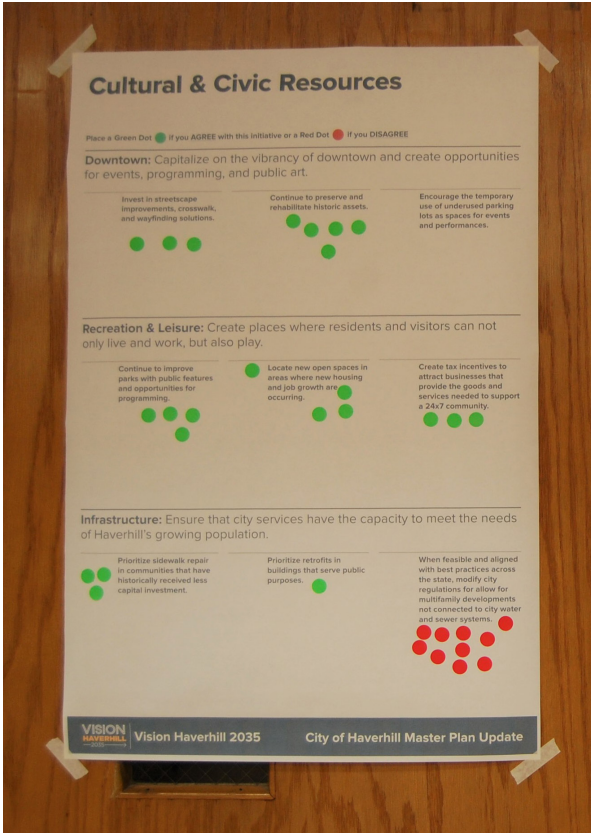 Cultural & Civic Resources
Place a Green Dot if you AGREE with this initiative or a Red Dot if you DISAGREE
Downtown: Capitalize on the vibrancy of downtown and create opportunities
for events, programming, and public art.
Invest in streetscape
improvements, crosswalk,
and wayfinding solutions.
Continue to preserve and
rehabilitate historic assets.
Encourage the temporary
use of underused parking
lots as spaces for events
and performances.
Recreation & Leisure: Create places where residents and visitors can not
only live and work, but also play.
Continue to improve
parks with public features
and opportunities for
programming.
Locate new open spaces in
areas where new housing
and job growth are
occurring.
Create tax incentives to
attract businesses that
provide the goods and
services needed to support
a 24x7 community.
Infrastructure: Ensure that city services have the capacity to meet the needs
of Haverhill's growing population.
Prioritize sidewalk repair
in communities that have
historically received less
capital investment.
Prioritize retrofits in
buildings that serve public
purposes.
When feasible and aligned
with best practices across
the state, modify city
regulations for allow for
multifamily developments
not connected to city water
and sewer systems.
VISION
HAVERHILL
Vision Haverhill 2035
City of Haverhill Master Plan Update